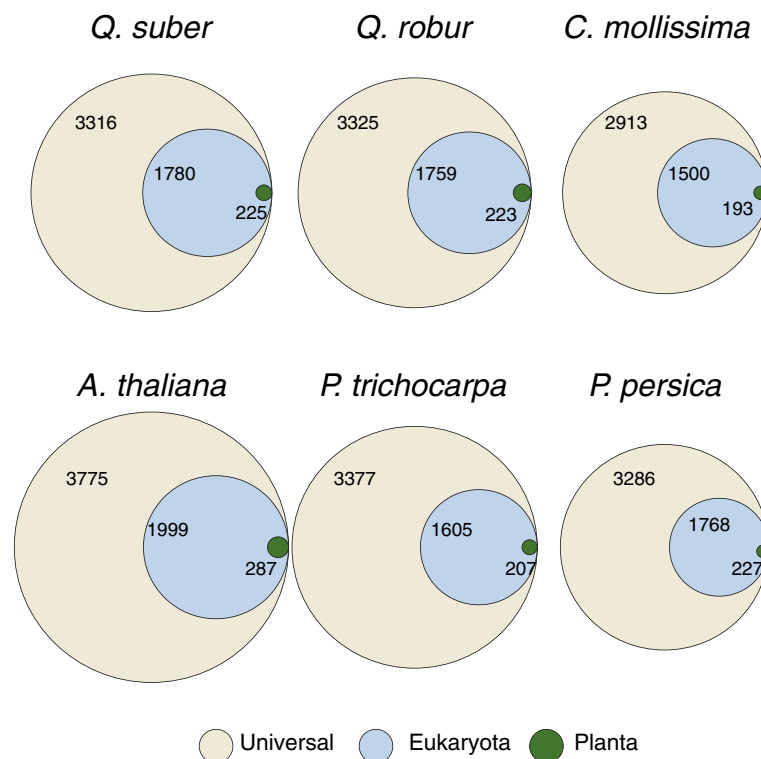 Q. suber Q. robur C. mollissima
3316 3325 2913
1780 1759 1500
225 223 193
A. thaliana P. trichocarpa P. persica
3775 3377 3286
1999 1605 1768
287 207 227
Universal Eukaryota Planta